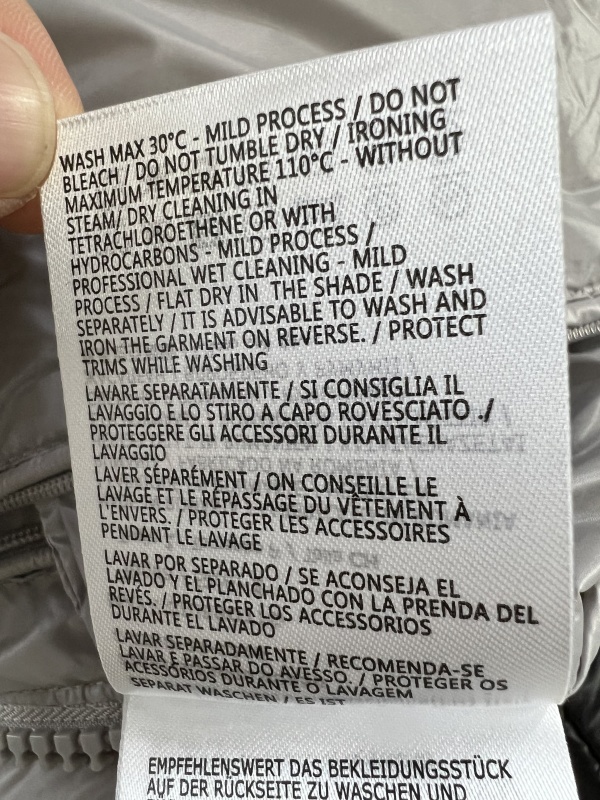 WASH MAX 30°C - MILD PROCESS / DO NOT
BLEACH / DO NOT TUMBLE DRY / IRONING
MAXIMUM TEMPERATURE 110°C - WITHOUT
STEAM/ DRY CLEANING IN
TETRACHLOROETHENE OR WITH
HYDROCARBONS - MILD PROCESS /
PROFESSIONAL WET CLEANING - MILD
PROCESS / FLAT DRY IN THE SHADE / WASH
SEPARATELY / IT IS ADVISABLE TO WASH AND
IRON THE GARMENT ON REVERSE. / PROTECT
TRIMS WHILE WASHING
LAVARE SEPARATAMENTE / SI CONSIGLIA IL
LAVAGGIO E LO STIRO A CAPO ROVESCIATO ./
PROTEGGERE GLI ACCESSORI DURANTE IL
LAVAGGIO
LAVER SÉPARÉMENT / ON CONSEILLE LE
LAVAGE ET LE RÉPASSAGE DU VÊTEMENT À
L'ENVERS. / PROTEGER LES ACCESSOIRES
PENDANT LE LAVAGE
LAVAR POR SEPARADO / SE ACONSEJA EL
LAVADO Y EL PLANCHADO CON LA PRENDA DEL
REVÉS. / PROTEGER LOS ACCESSORIOS
DURANTE EL LAVADO
LAVAR SEPARADAMENTE / RECOMENDA-SE
LAVAR E PASSAR DO AVESSO. / PROTEGER OS
ACESSÓRIOS DURANTE O LAVAGEM
SEPARAT WASCHEN / ES IST
EMPFEHLENSWERT DAS BEKLEIDUNGSSTÜCK
AUF DER RÜCKSEITE ZU WASCHEN UND